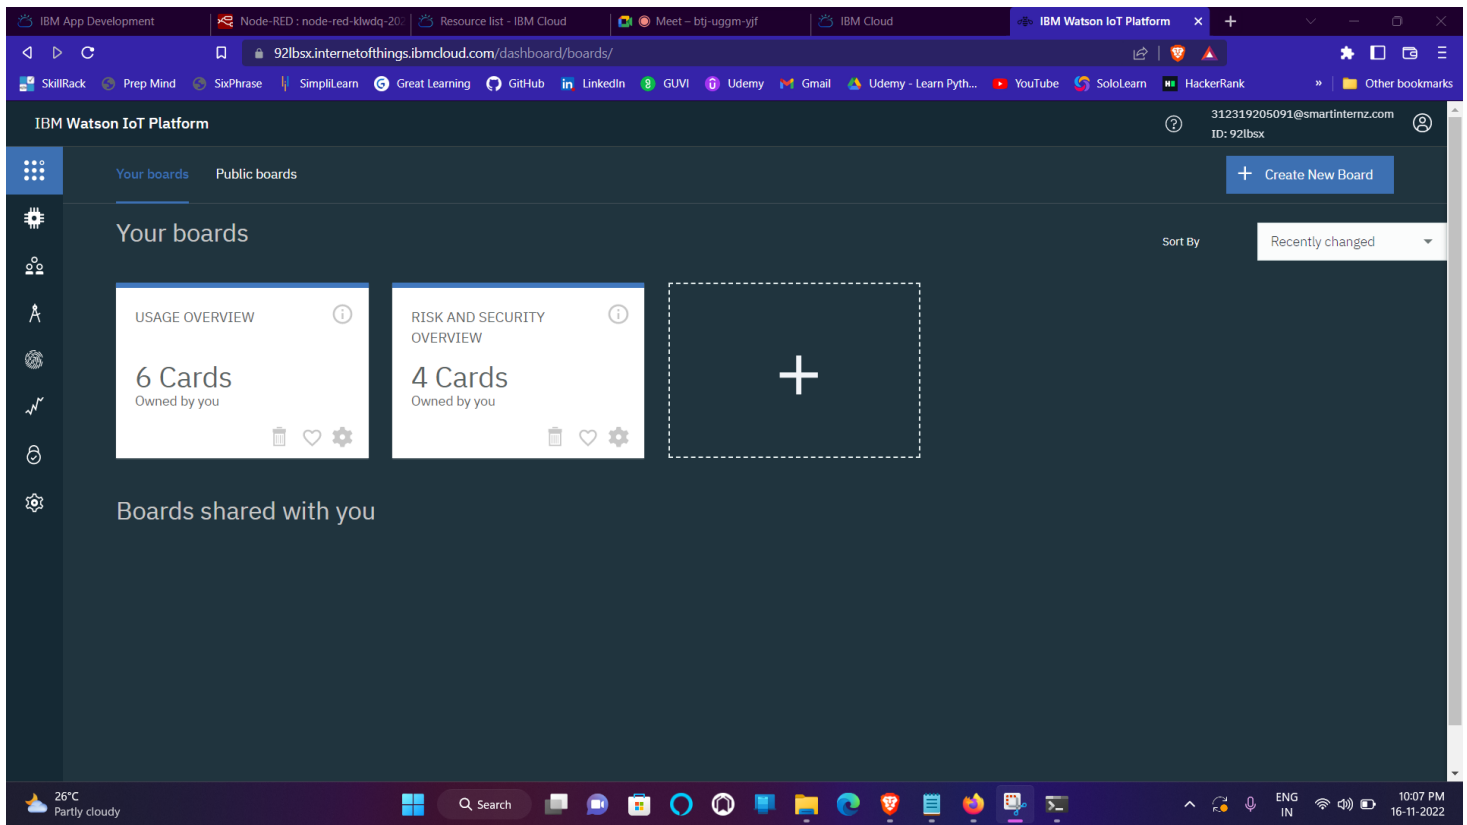 IBM App Development
Node-RED : node-red-klwdq-202
Resource list - IBM Cloud
Meet – btj-uggm-yjf
IBM Cloud
IBM Watson IoT Platform
92lbsx.internetofthings.ibmcloud.com/dashboard/boards/
SkillRack
Prep Mind
SixPhrase
SimpliLearn
Great Learning
GitHub
LinkedIn
GUVI
Udemy
Gmail
Udemy - Learn Pyth...
YouTube
SoloLearn
HackerRank
»
Other bookmarks
IBM Watson IoT Platform
312319205091@smartinternz.com
ID: 92lbsx
Your boards
Public boards
Create New Board
Your boards
Sort By
Recently changed
USAGE OVERVIEW
6 Cards
Owned by you
RISK AND SECURITY
OVERVIEW
4 Cards
Owned by you
Boards shared with you
26°C
Partly cloudy
Search
ENG
IN
10:07 PM
16-11-2022